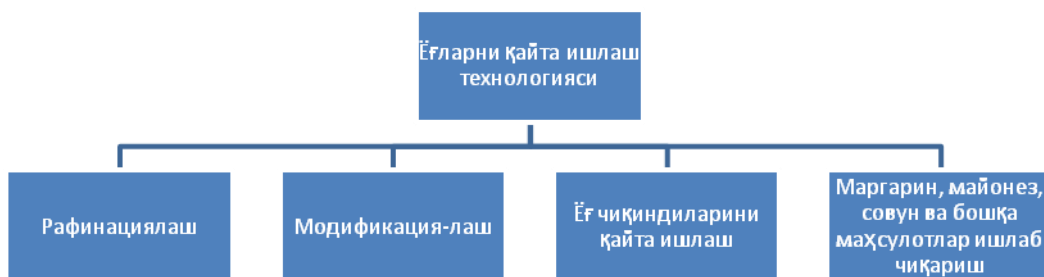 Ёғларни қайта ишлаш
технологияси
Рафинациялаш
Модификация-лаш
Ёғ чиқиндиларини
қайта ишлаш
Маргарин, майонез,
совун ва бошқа
маҳсулотлар ишлаб
чиқариш